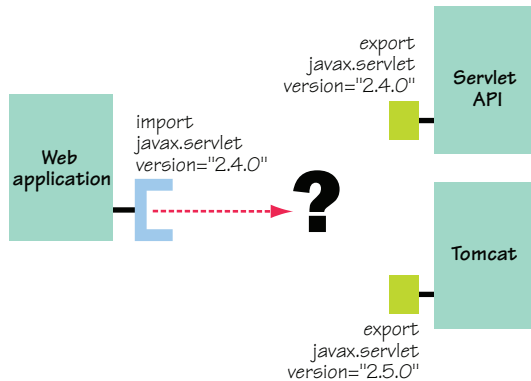 export
javax.servlet
version="2.4.0"
Servlet
API
import
javax.servlet
version="2.4.0"
Web
application
?
Tomcat
export
javax.servlet
version="2.5.0"